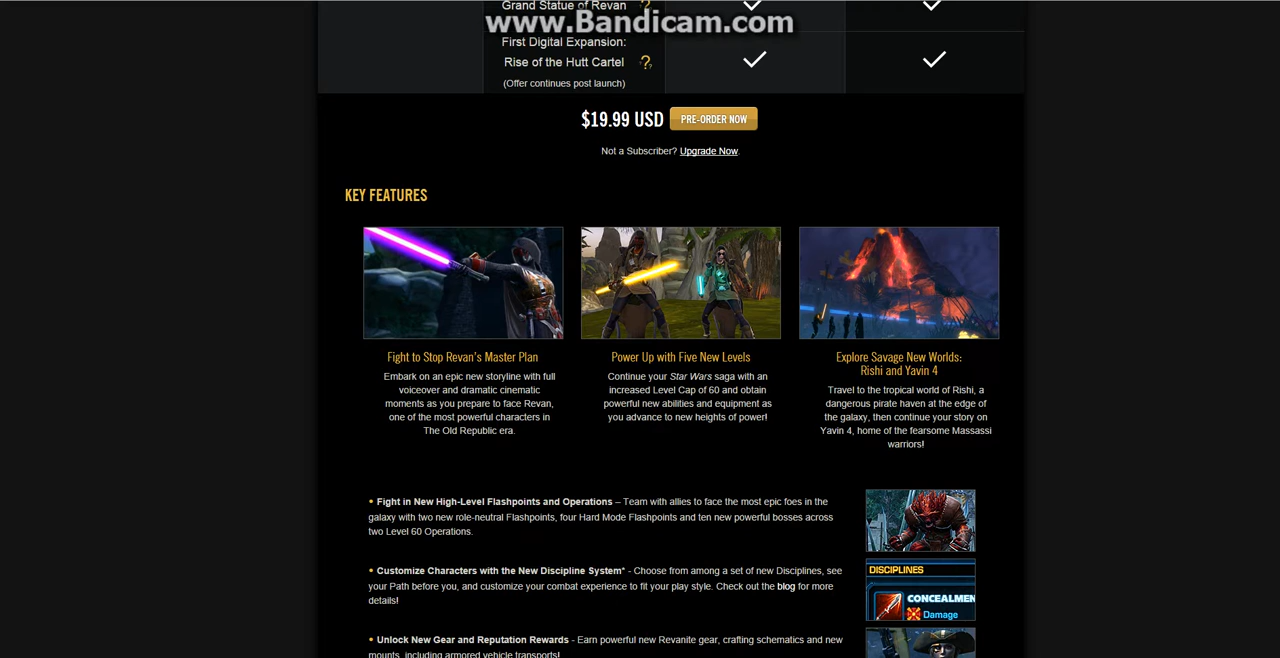 Grand Statue of Revan ?
www.Bandicam.com
First Digital Expansion:
Rise of the Hutt Cartel ?
(Offer continues post launch)
$19.99 USD PRE-ORDER NOW
Not a Subscriber? Upgrade Now.
KEY FEATURES
Fight to Stop Revan's Master Plan
Embark on an epic new storyline with full
voiceover and dramatic cinematic
moments as you prepare to face Revan,
one of the most powerful characters in
The Old Republic era.
Power Up with Five New Levels
Continue your Star Wars saga with an
increased Level Cap of 60 and obtain
powerful new abilities and equipment as
you advance to new heights of power!
Explore Savage New Worlds:
Rishi and Yavin 4
Travel to the tropical world of Rishi, a
dangerous pirate haven at the edge of
the galaxy, then continue your story on
Yavin 4, home of the fearsome Massassi
warriors!
• Fight in New High-Level Flashpoints and Operations – Team with allies to face the most epic foes in the
galaxy with two new role-neutral Flashpoints, four Hard Mode Flashpoints and ten new powerful bosses across
two Level 60 Operations.
• Customize Characters with the New Discipline System* - Choose from among a set of new Disciplines, see
your Path before you, and customize your combat experience to fit your play style. Check out the blog for more
details!
DISCIPLINES
CONCEALMEN
Damage
• Unlock New Gear and Reputation Rewards - Earn powerful new Revanite gear, crafting schematics and new
mounts, including armored vehicle transports!